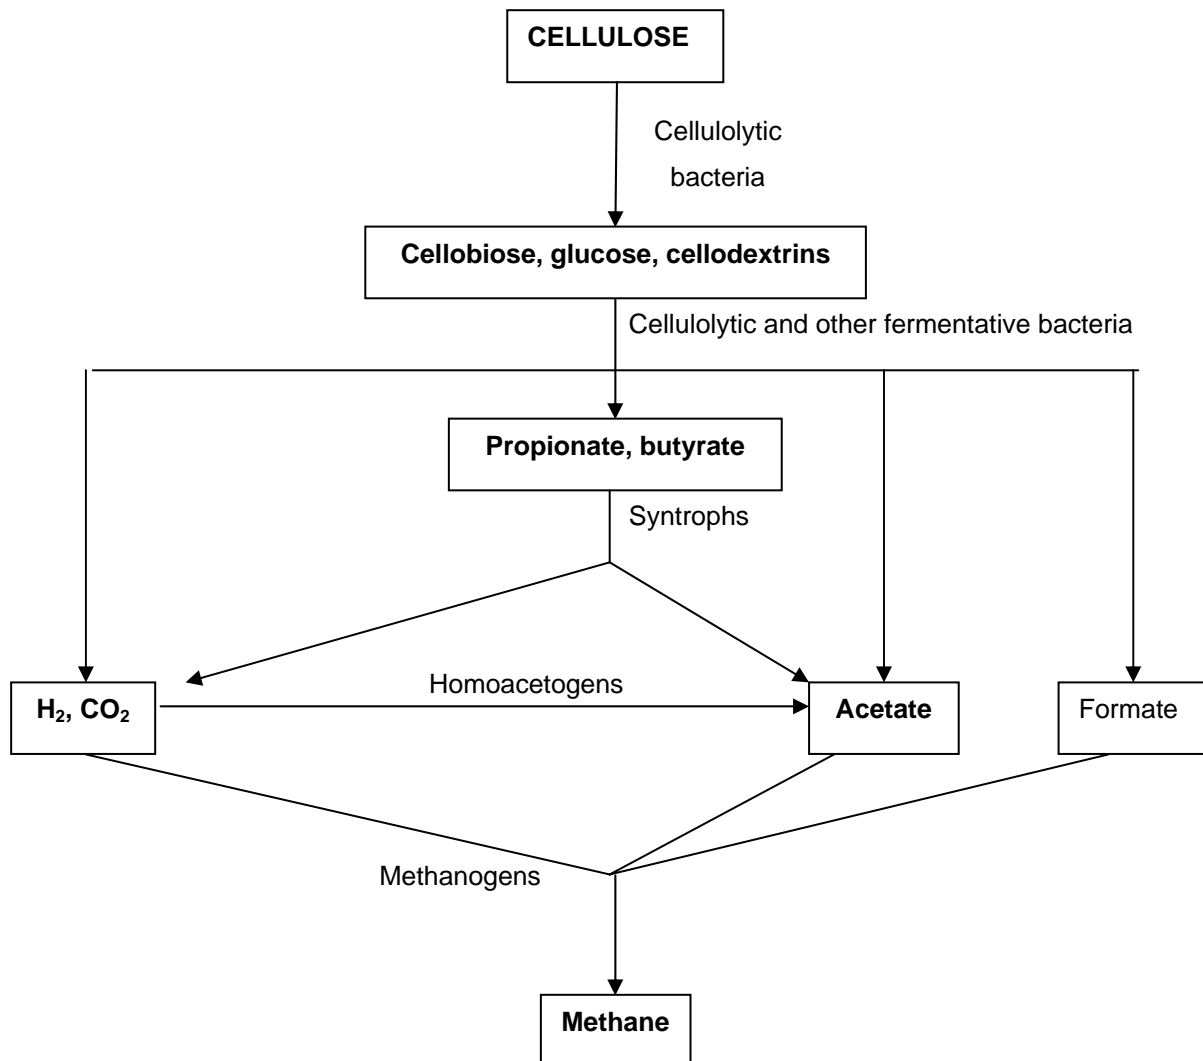 CELLULOSE
Cellulolytic
bacteria
Cellobiose, glucose, cellodextrins
Cellulolytic and other fermentative bacteria
Propionate, butyrate
Syntrophs
Homoacetogens
H₂, CO₂
Acetate
Formate
Methanogens
Methane